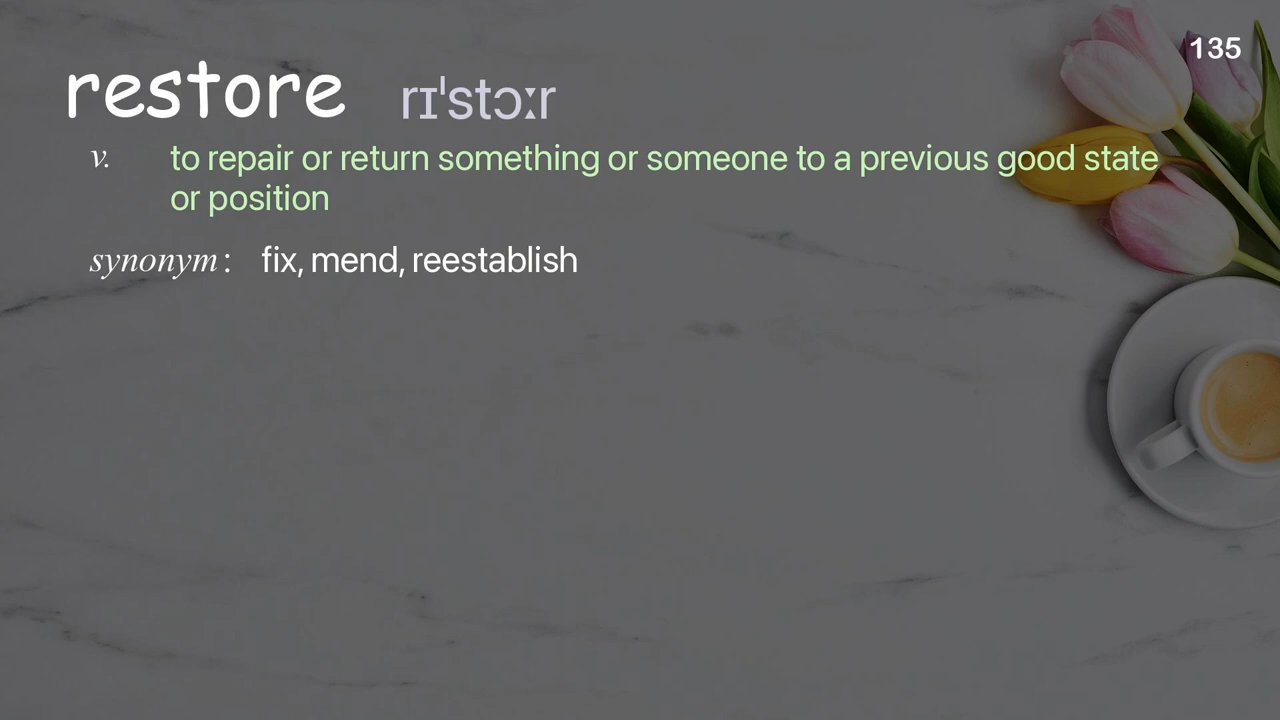 135
restore rɪˈstɔːr
v. to repair or return something or someone to a previous good state
or position
synonym : fix, mend, reestablish